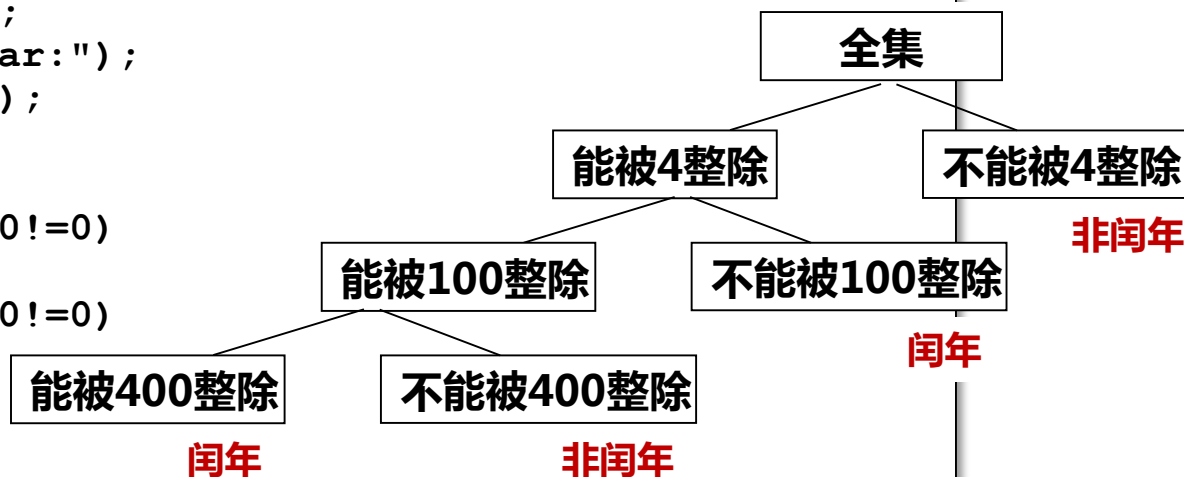 ;
ar:");
);
0!=0)
0!=0)
全集
能被4整除
不能被4整除
非闰年
能被100整除
不能被100整除
闰年
能被400整除
不能被400整除
闰年
非闰年